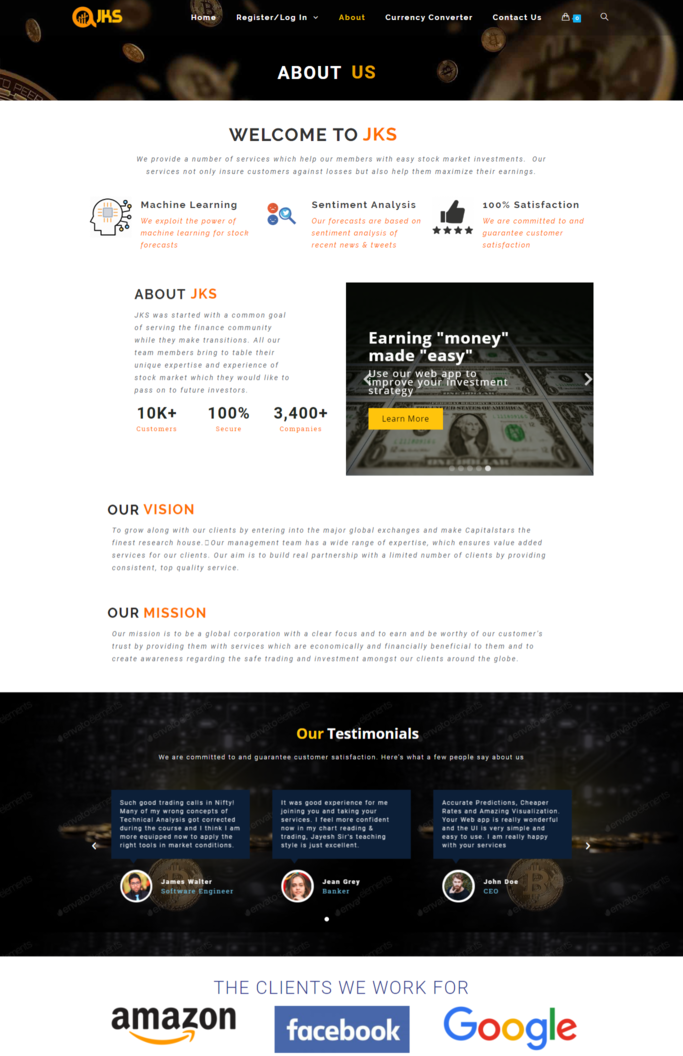 JKS
Home Register/Log In About Currency Converter Contact Us 0
ABOUT US
WELCOME TO JKS
We provide a number of services which help our members with easy stock market investments. Our
services not only insure customers against losses but also help them maximize their earnings.
Machine Learning
We exploit the power of
machine learning for stock
forecasts
Sentiment Analysis
Our forecasts are based on
sentiment analysis of
recent news & tweets
100% Satisfaction
We are committed to and
guarantee customer
satisfaction
ABOUT JKS
JKS was started with a common goal
of serving the finance community
while they make transitions. All our
team members bring to table their
unique expertise and experience of
stock market which they would like to
pass on to future investors.
10K+
Customers
100%
Secure
3,400+
Companies
Earning "money"
made "easy"
Use our web app to
improve your investment
strategy
Learn More
OUR VISION
To grow along with our clients by entering into the major global exchanges and make Capitalstars the
finest research house.Our management team has a wide range of expertise, which ensures value added
services for our clients. Our aim is to build real partnership with a limited number of clients by providing
consistent, top quality service.
OUR MISSION
Our mission is to be a global corporation with a clear focus and to earn and be worthy of our customer's
trust by providing them with services which are economically and financially beneficial to them and to
create awareness regarding the safe trading and investment amongst our clients around the globe.
Our Testimonials
We are committed to and guarantee customer satisfaction. Here's what a few people say about us
Such good trading calls in Nifty!
Many of my wrong concepts of
Technical Analysis got corrected
during the course and I think I am
more equipped now to apply the
right tools in market conditions.
James Walter
Software Engineer
It was good experience for me
joining you and taking your
services. I feel more confident
now in my chart reading &
trading, Jayesh Sir's teaching
style is just excellent.
Jean Grey
Banker
Accurate Predictions, Cheaper
Rates and Amazing Visualization.
Your Web app is really wonderful
and the UI is very simple and
easy to use. I am really happy
with your services
John Doe
CEO
THE CLIENTS WE WORK FOR
amazon
facebook
Google